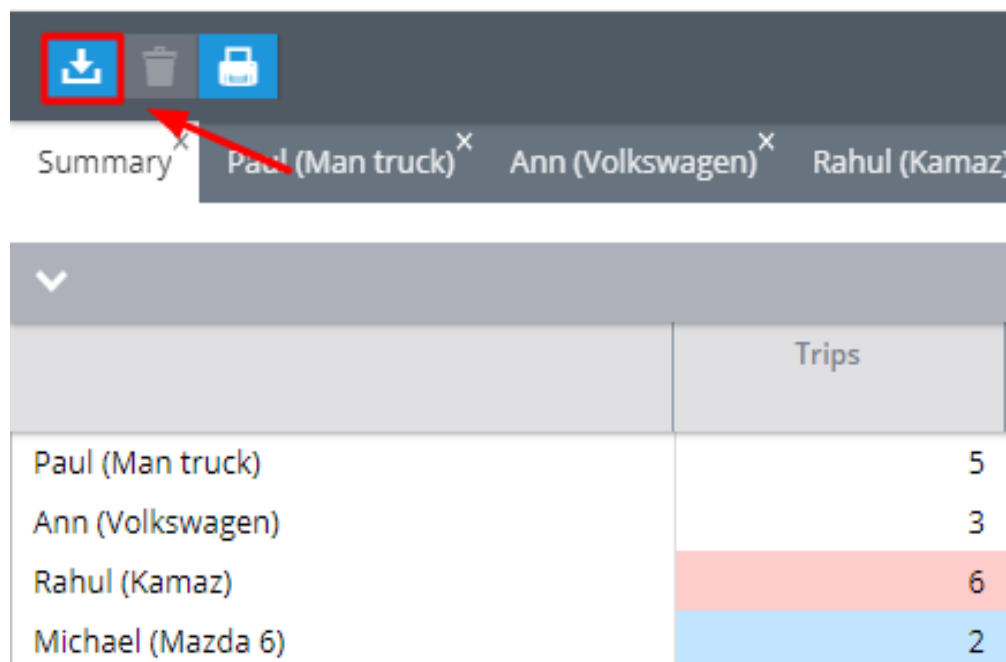 Summary × Paul (Man truck) × Ann (Volkswagen) × Rahul (Kamaz)
Trips
Paul (Man truck) 5
Ann (Volkswagen) 3
Rahul (Kamaz) 6
Michael (Mazda 6) 2